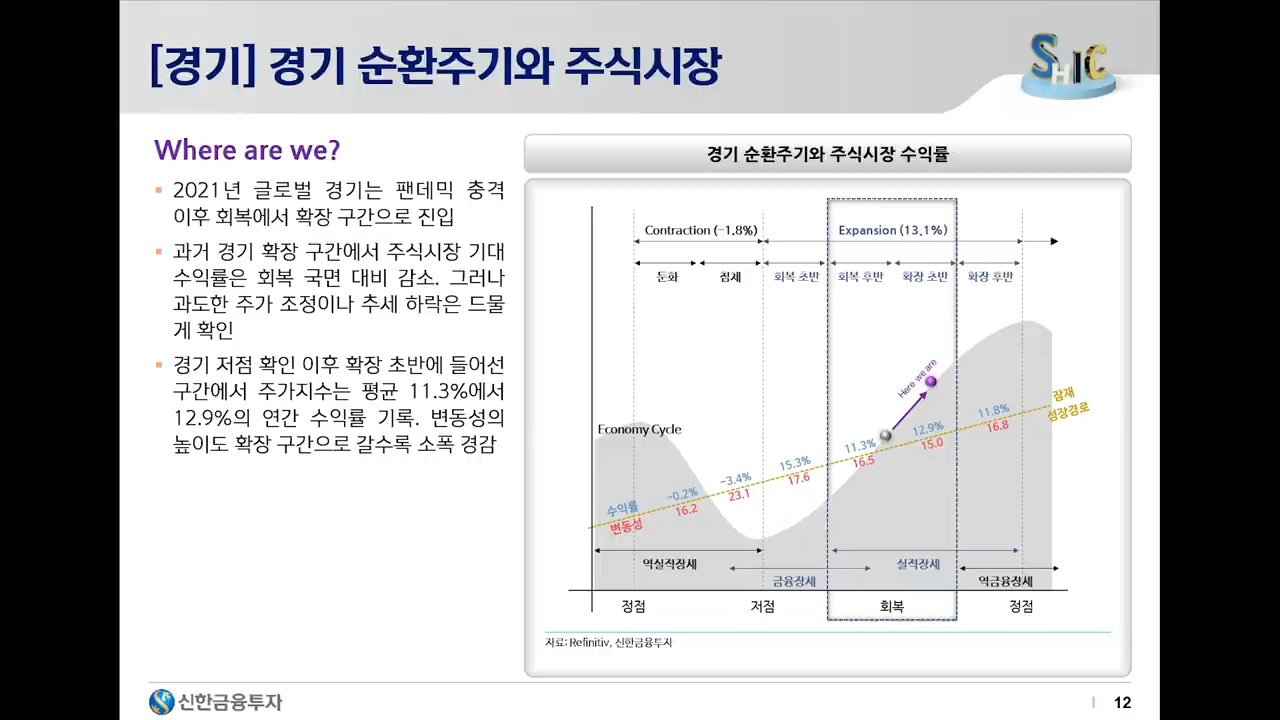 [경기] 경기 순환주기와 주식시장
SHIC
Where are we?
2021년 글로벌 경기는 팬데믹 충격
이후 회복에서 확장 구간으로 진입
과거 경기 확장 구간에서 주식시장 기대
수익률은 회복 국면 대비 감소. 그러나
과도한 주가 조정이나 추세 하락은 드물
게 확인
경기 저점 확인 이후 확장 초반에 들어선
구간에서 주가지수는 평균 11.3%에서
12.9%의 연간 수익률 기록. 변동성의
높이도 확장 구간으로 갈수록 소폭 경감
경기 순환주기와 주식시장 수익률
Contraction (-1.8%)
Expansion (13.1%)
둔화
침체
회복 초반
회복 후반
확장 초반
확장 후반
Here we are
Economy Cycle
잠재
성장경로
수익률
변동성
-0.2%
16.2
-3.4%
23.1
15.3%
17.6
11.3%
16.5
12.9%
15.0
11.8%
16.8
역실적장세
금융장세
실적장세
역금융장세
정점
저점
회복
정점
자료: Refinitiv, 신한금융투자
신한금융투자
12